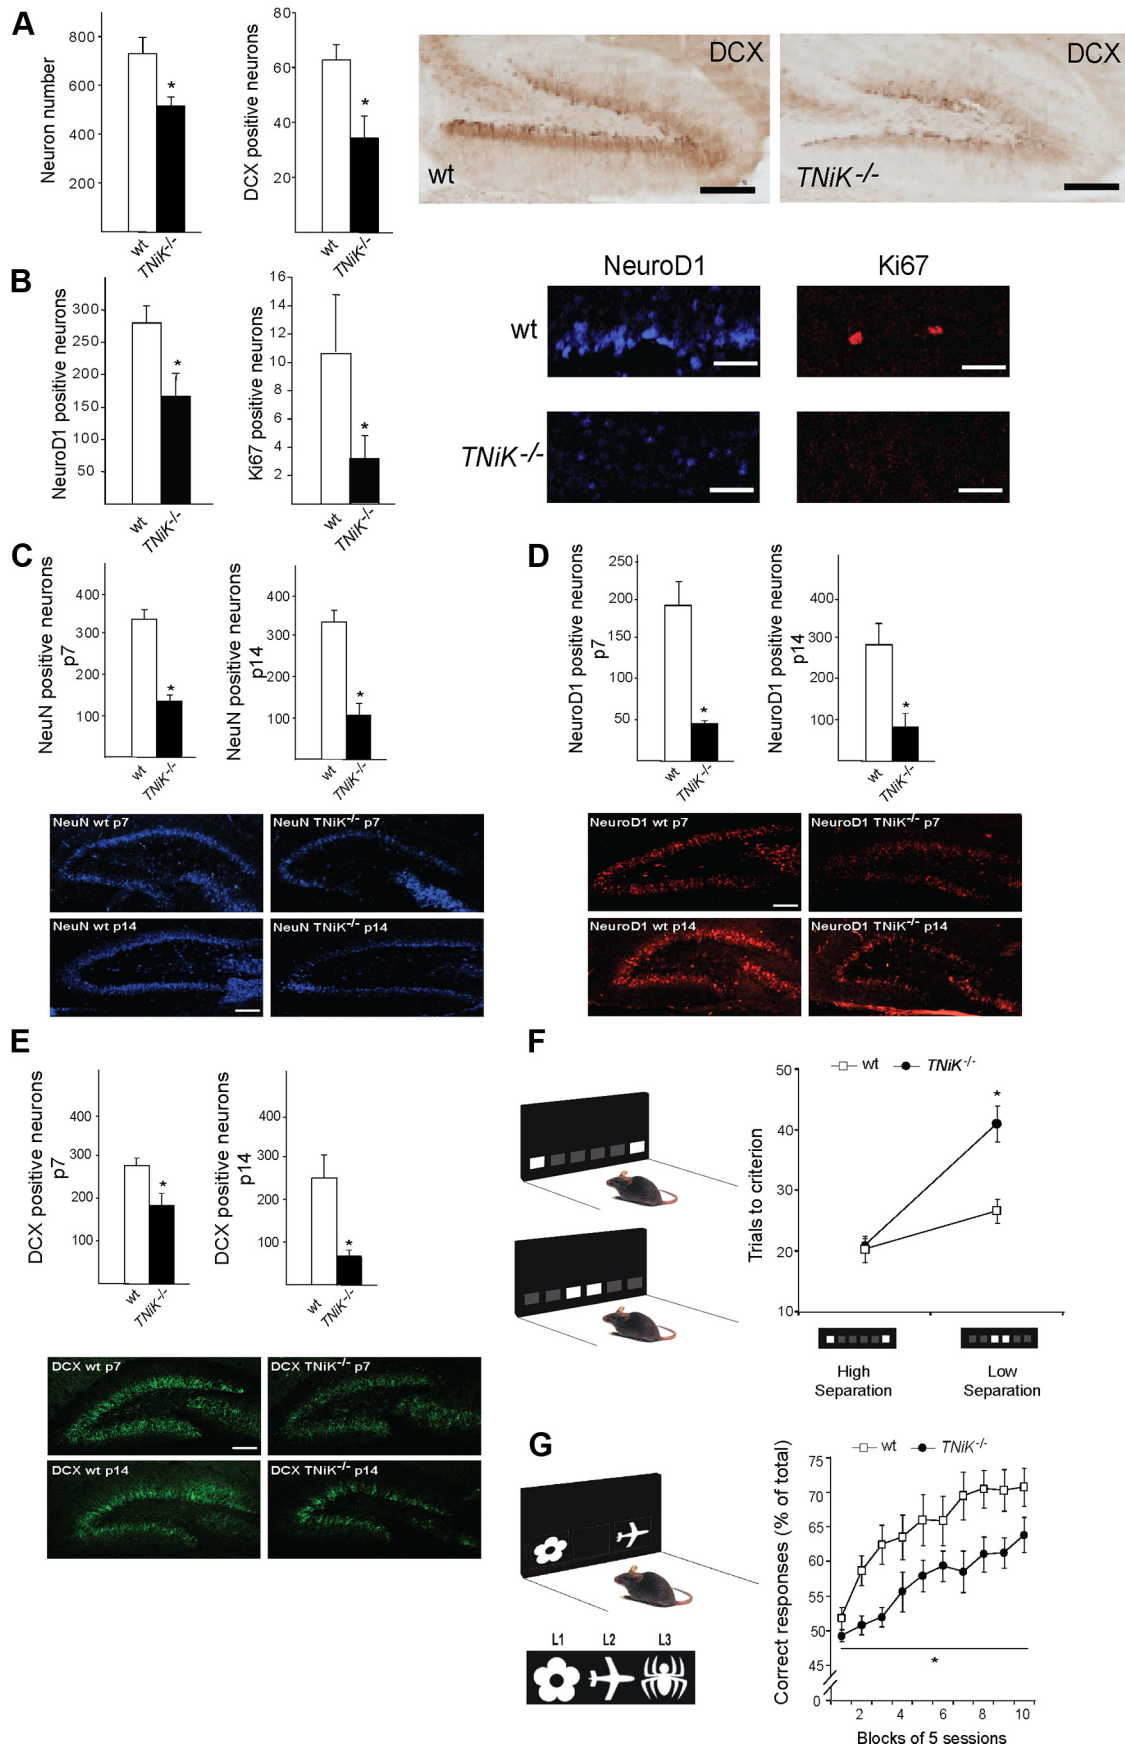 A
Neuron number
800
600
400
200
*
wt
TNiK-/-
DCX positive neurons
80
60
40
20
*
wt
TNiK-/-
DCX
wt
DCX
TNiK-/-
B
NeuroD1 positive neurons
300
250
200
150
100
50
*
wt
TNiK-/-
Ki67 positive neurons
16
14
12
10
8
6
4
2
*
wt
TNiK-/-
NeuroD1
Ki67
wt
TNiK-/-
C
NeuN positive neurons
p7
400
300
200
100
*
wt
TNiK-/-
NeuN positive neurons
p14
400
300
200
100
*
wt
TNiK-/-
NeuN wt p7
NeuN TNiK-/- p7
NeuN wt p14
NeuN TNiK-/- p14
D
NeuroD1 positive neurons
p7
250
200
150
100
50
*
wt
TNiK-/-
NeuroD1 positive neurons
p14
400
300
200
100
*
wt
TNiK-/-
NeuroD1 wt p7
NeuroD1 TNiK-/- p7
NeuroD1 wt p14
NeuroD1 TNiK-/- p14
E
DCX positive neurons
p7
400
300
200
100
*
wt
TNiK-/-
DCX positive neurons
p14
400
300
200
100
*
wt
TNiK-/-
DCX wt p7
DCX TNiK-/- p7
DCX wt p14
DCX TNiK-/- p14
F
wt
TNiK-/-
Trials to criterion
50
40
30
20
10
*
High
Separation
Low
Separation
G
L1 L2 L3
wt
TNiK-/-
Correct responses (% of total)
75
70
65
60
55
50
45
0
*
2 4 6 8 10
Blocks of 5 sessions